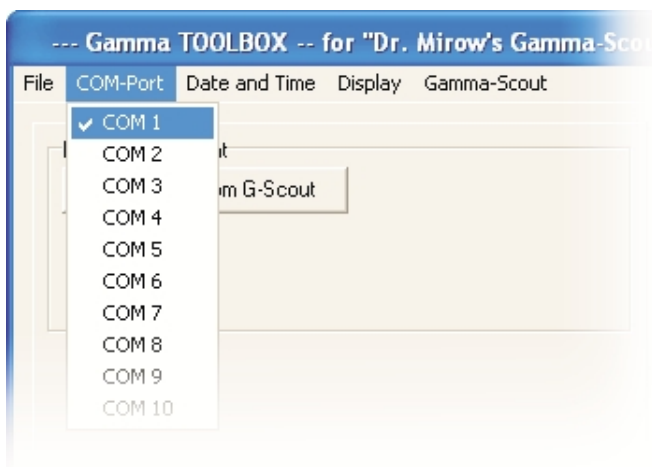 --- Gamma TOOLBOX -- for "Dr. Mirow's Gamma-Sco
File COM-Port Date and Time Display Gamma-Scout
COM 1
COM 2
COM 3
om G-Scout
COM 4
COM 5
COM 6
COM 7
COM 8
COM 9
COM 10